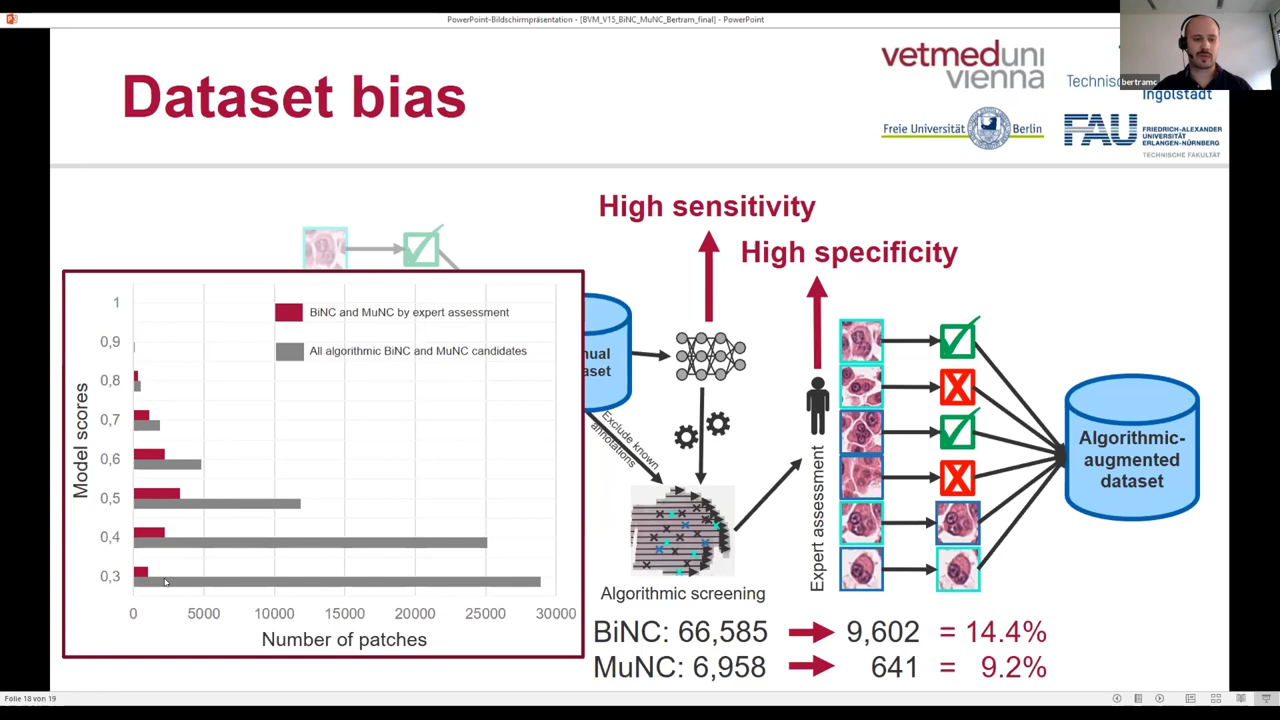 PowerPoint-Bildschirmpräsentation - [BVM_V15_BiNC_MuNC_Bertram_final] - PowerPoint
Dataset bias
vetmeduni
vienna
Freie Universität Berlin
Ingolstadt
FAU
FRIEDRICH-ALEXANDER
UNIVERSITÄT
ERLANGEN-NÜRNBERG
TECHNISCHE FAKULTÄT
bertramc
High sensitivity
High specificity
Model scores
1
0,9
0,8
0,7
0,6
0,5
0,4
0,3
BiNC and MuNC by expert assessment
All algorithmic BiNC and MuNC candidates
0 5000 10000 15000 20000 25000 30000
Number of patches
Exclude known
annotations
Algorithmic screening
Expert assessment
Algorithmic-
augmented
dataset
BiNC: 66,585 9,602 = 14.4%
MuNC: 6,958 641 = 9.2%
Folie 18 von 19